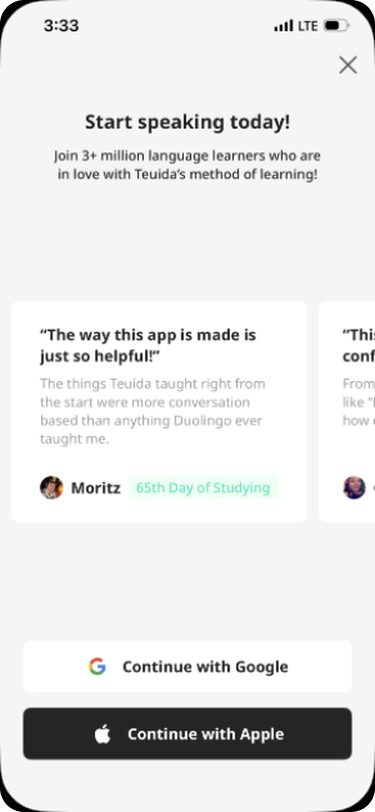 3:33
LTE
Start speaking today!
Join 3+ million language learners who are
in love with Teuida's method of learning!
“The way this app is made is
just so helpful!”
The things Teuida taught right from
the start were more conversation
based than anything Duolingo ever
taught me.
Moritz
65th Day of Studying
From
how
Continue with Google
Continue with Apple